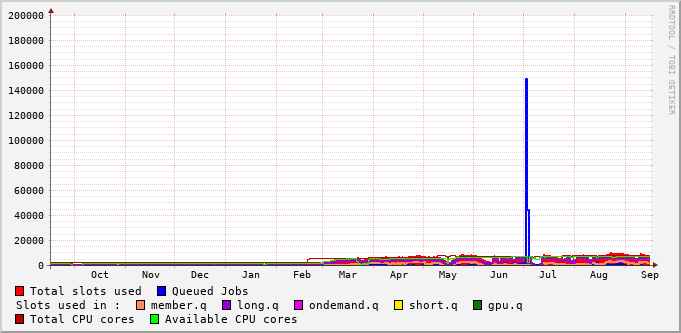 RRDTOOL / TOBI OETIKER
200000
180000
160000
140000
120000
100000
80000
60000
40000
20000
0
Oct Nov Dec Jan Feb Mar Apr May Jun Jul Aug Sep
Total slots used Queued Jobs
Slots used in : member.q long.q ondemand.q short.q gpu.q
Total CPU cores Available CPU cores